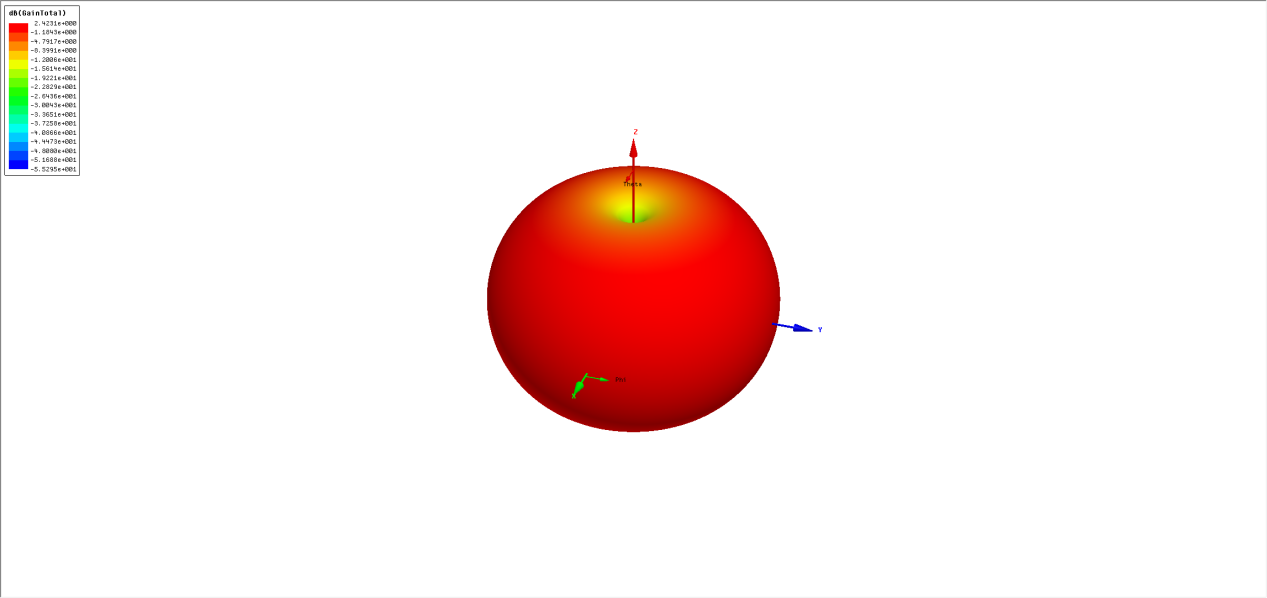 dB(GainTotal)
2.4231e+000
-1.1843e+000
-4.7917e+000
-8.3991e+000
-1.2006e+001
-1.5614e+001
-1.9221e+001
-2.2829e+001
-2.6436e+001
-3.0043e+001
-3.3651e+001
-3.7258e+001
-4.0866e+001
-4.4473e+001
-4.8080e+001
-5.1688e+001
-5.5295e+001
Z
Theta
Y
Phi
X